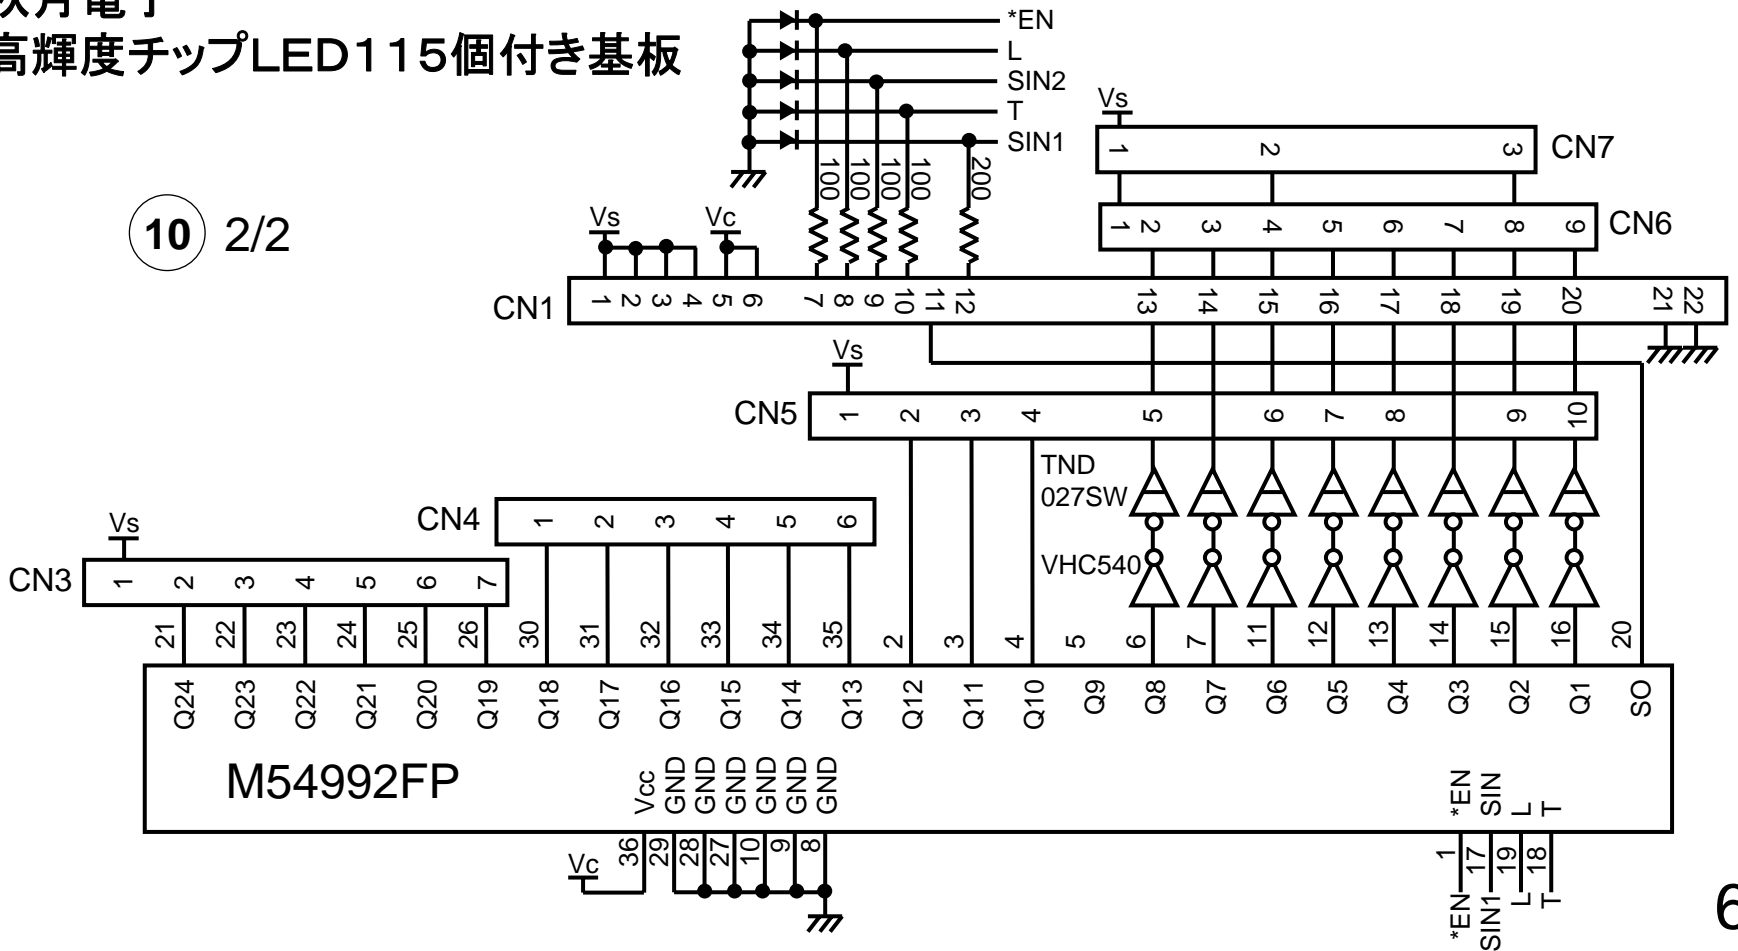 高輝度チップLED115個付き基板
10 2/2
*EN
L
SIN2
T
SIN1
100 100 100 100 200
Vs
1 2 3
CN7
Vs Vc
1 2 3 4 5 6 7 8 9
CN6
CN1
1 2 3 4 5 6 7 8 9 10 11 12 13 14 15 16 17 18 19 20 21 22
Vs
CN5
1 2 3 4 5 6 7 8 9 10
TND
027SW
VHC540
CN4
1 2 3 4 5 6
Vs
CN3
1 2 3 4 5 6 7
21 22 23 24 25 26 30 31 32 33 34 35 2 3 4 5 6 7 11 12 13 14 15 16 20
Q24 Q23 Q22 Q21 Q20 Q19 Q18 Q17 Q16 Q15 Q14 Q13 Q12 Q11 Q10 Q9 Q8 Q7 Q6 Q5 Q4 Q3 Q2 Q1 SO
M54992FP
Vcc GND GND GND GND GND GND
*EN SIN L T
36 29 28 27 10 9 8
1 17 19 18
Vc
*EN SIN1 L T
6